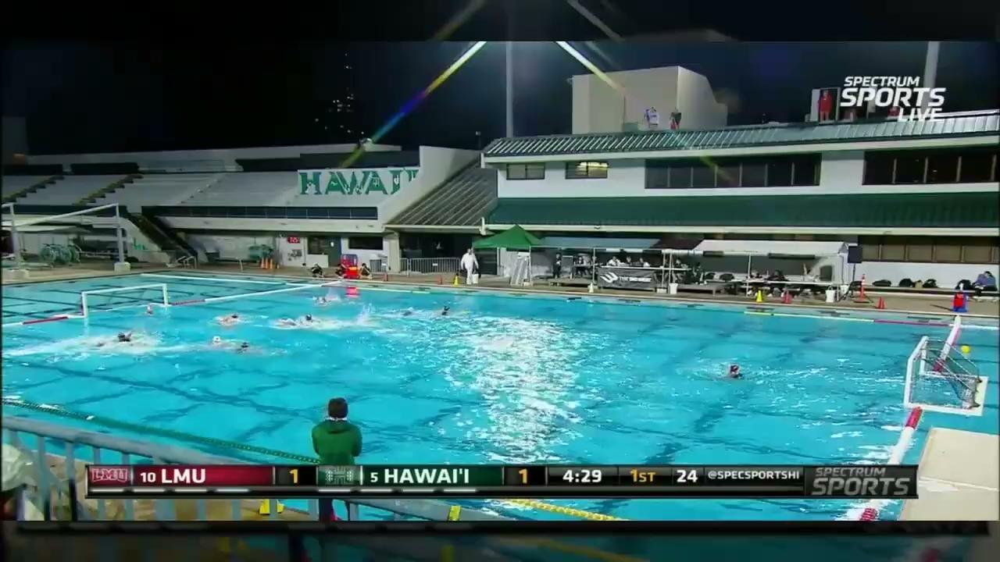 SPECTRUM
SPORTS
LIVE
HAWAI'I
LMU 10 LMU 1 5 HAWAI'I 1 4:29 1ST 24 @SPECSPORTSHI SPECTRUM SPORTS